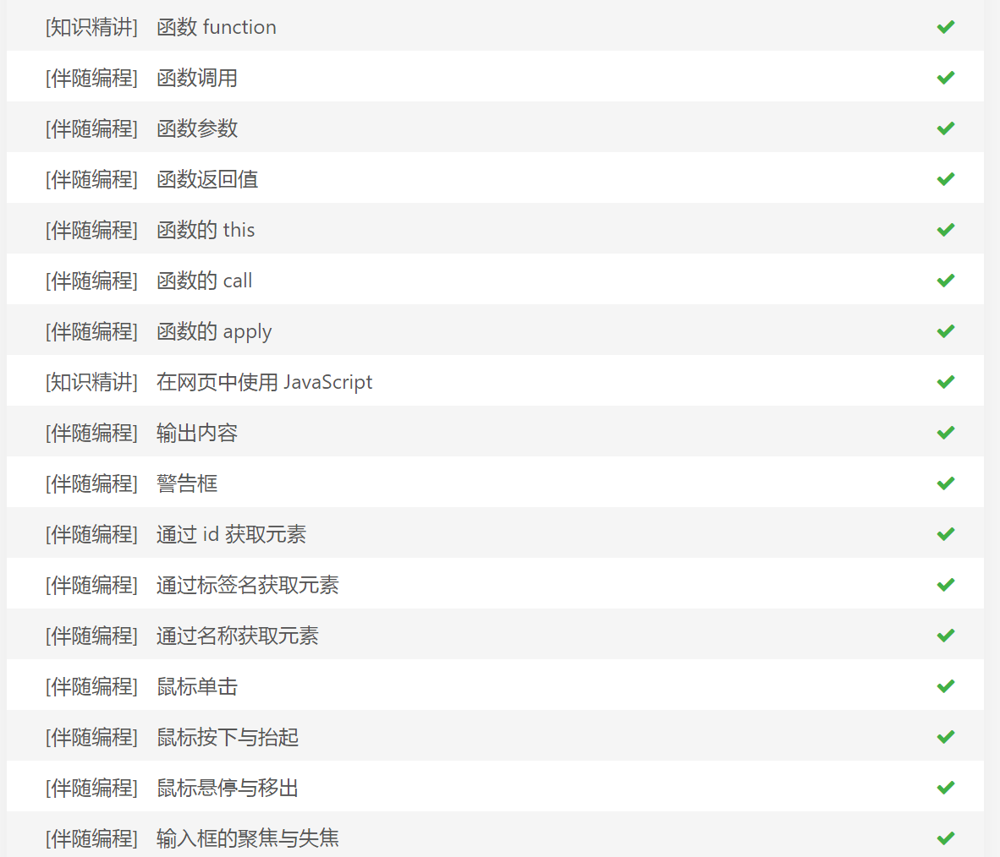 [知识精讲] 函数 function
[伴随编程] 函数调用
[伴随编程] 函数参数
[伴随编程] 函数返回值
[伴随编程] 函数的 this
[伴随编程] 函数的 call
[伴随编程] 函数的 apply
[知识精讲] 在网页中使用 JavaScript
[伴随编程] 输出内容
[伴随编程] 警告框
[伴随编程] 通过 id 获取元素
[伴随编程] 通过标签名获取元素
[伴随编程] 通过名称获取元素
[伴随编程] 鼠标单击
[伴随编程] 鼠标按下与抬起
[伴随编程] 鼠标悬停与移出
[伴随编程] 输入框的聚焦与失焦